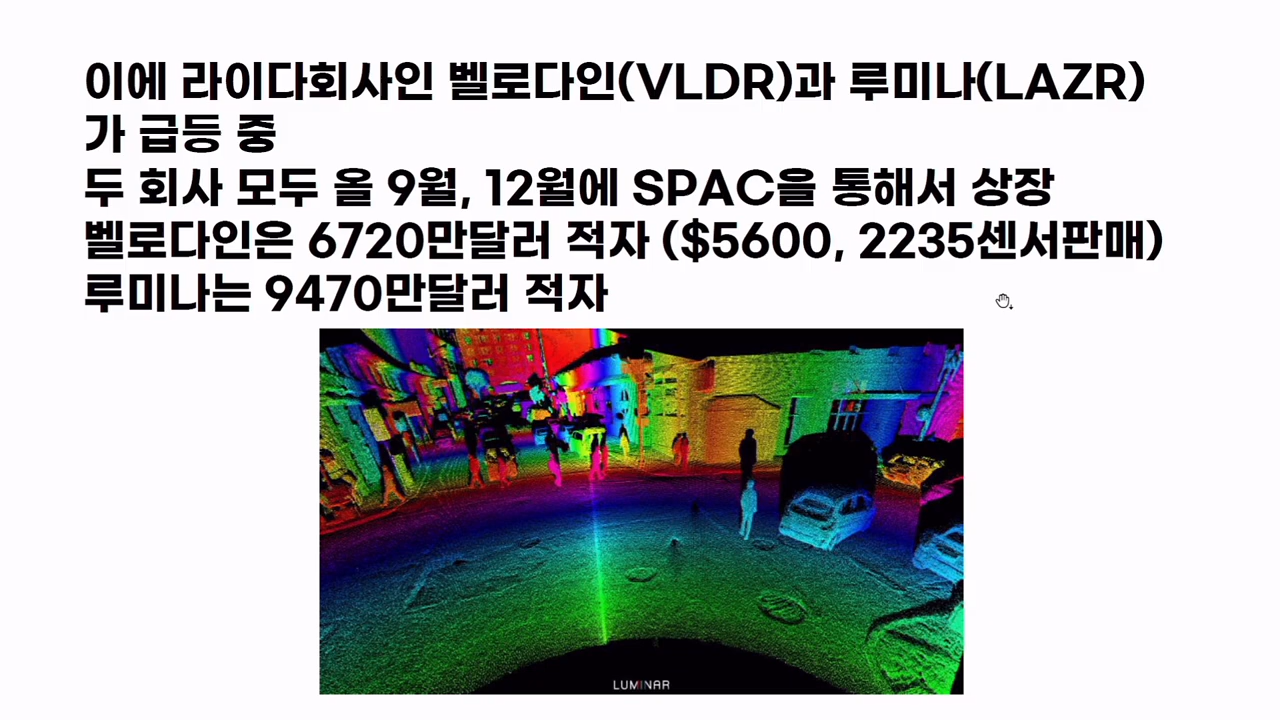 이에 라이다회사인 벨로다인(VLDR)과 루미나(LAZR)
가 급등 중
두 회사 모두 올 9월, 12월에 SPAC을 통해서 상장
벨로다인은 6720만달러 적자 ($5600, 2235센서판매)
루미나는 9470만달러 적자
LUMINAR